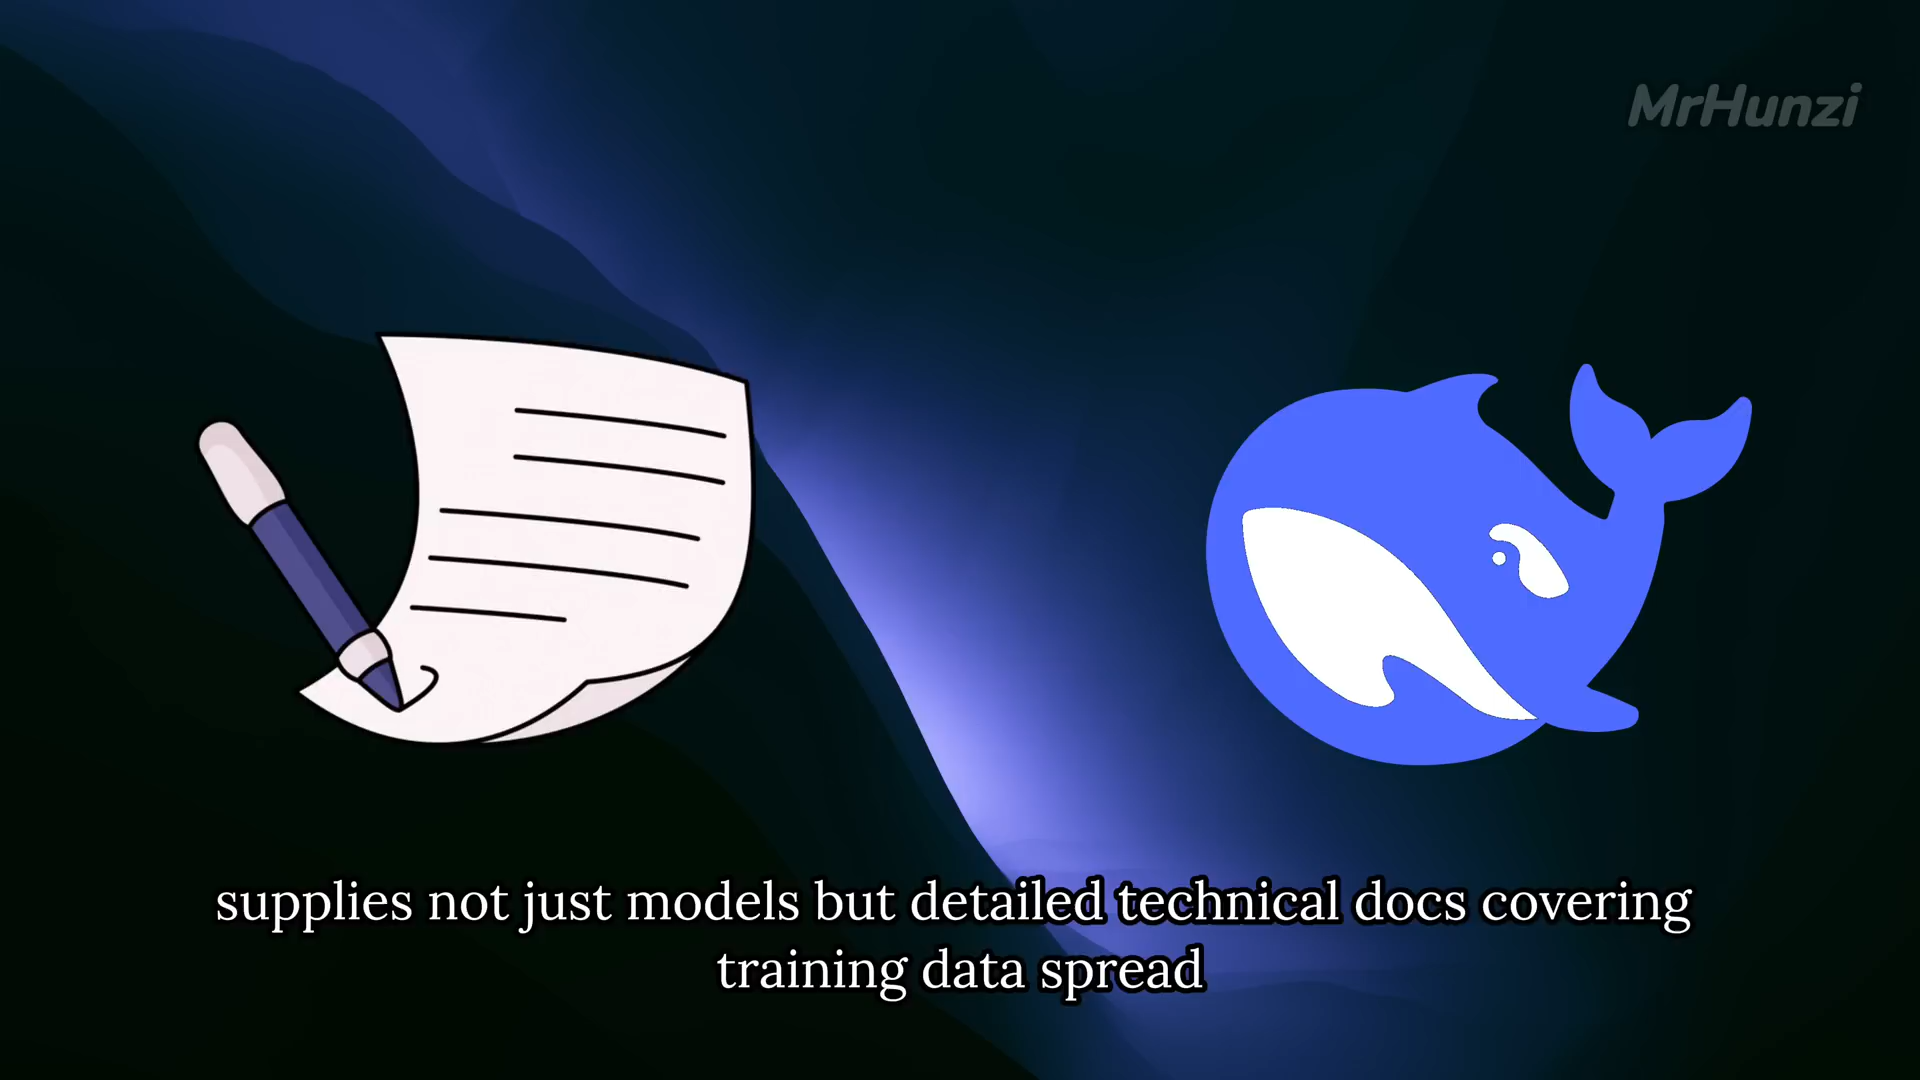 MrHunzi
supplies not just models but detailed technical docs covering
training data spread